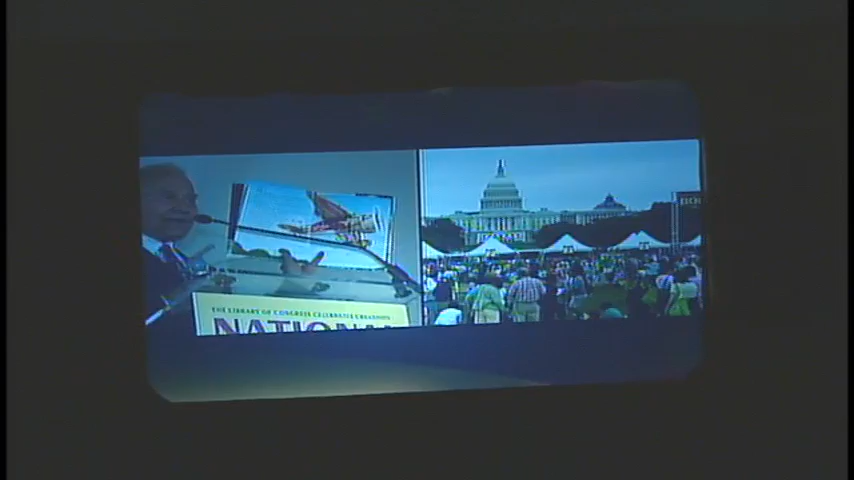 THE LIBRARY OF CONGRESS CELEBRATES CREATIVITY
NATIONAL